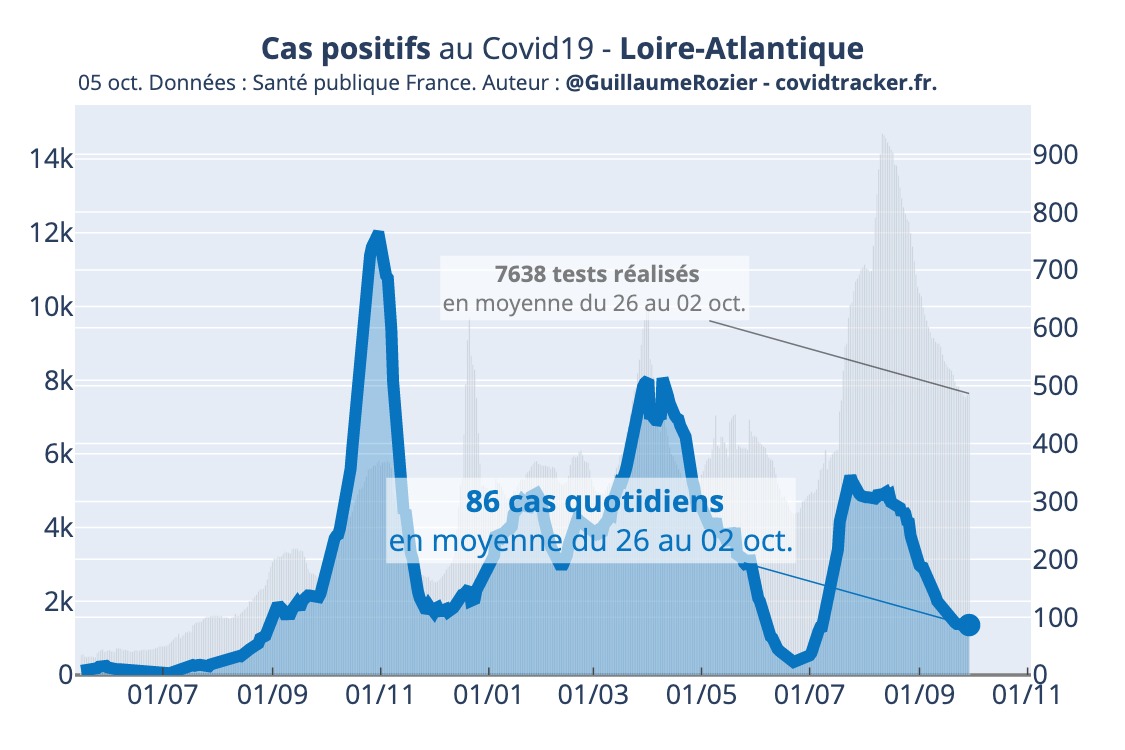 Cas positifs au Covid19 - Loire-Atlantique
05 oct. Données : Santé publique France. Auteur : @GuillaumeRozier - covidtracker.fr.
14k
12k
10k
8k
6k
4k
2k
0
900
800
700
600
500
400
300
200
100
0
7638 tests réalisés
en moyenne du 26 au 02 oct.
86 cas quotidiens
en moyenne du 26 au 02 oct.
01/07 01/09 01/11 01/01 01/03 01/05 01/07 01/09 01/11